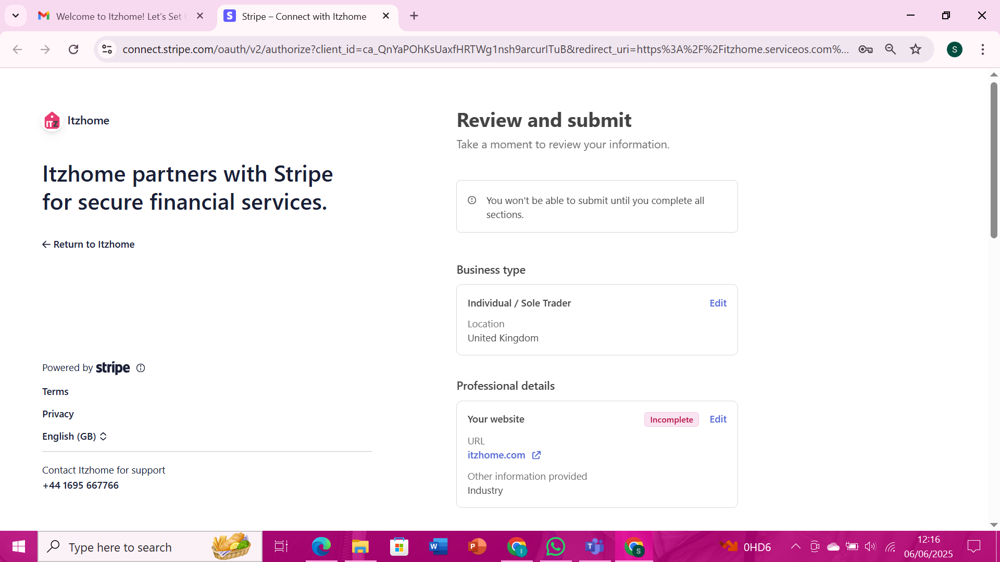 Welcome to Itzhome! Let's Set
Stripe – Connect with Itzhome
connect.stripe.com/oauth/v2/authorize?client_id=ca_QnYaPOhKsUaxfHRTWg1nsh9arcurITuB&redirect_uri=https%3A%2F%2Fitzhome.serviceos.com%...
S
ITZ
Itzhome
Itzhome partners with Stripe
for secure financial services.
Return to Itzhome
Powered by stripe
Terms
Privacy
English (GB)
Contact Itzhome for support
+44 1695 667766
Review and submit
Take a moment to review your information.
You won't be able to submit until you complete all
sections.
Business type
Individual / Sole Trader
Edit
Location
United Kingdom
Professional details
Your website
Incomplete
Edit
URL
itzhome.com
Other information provided
Industry
Type here to search
0HD6
12:16
06/06/2025